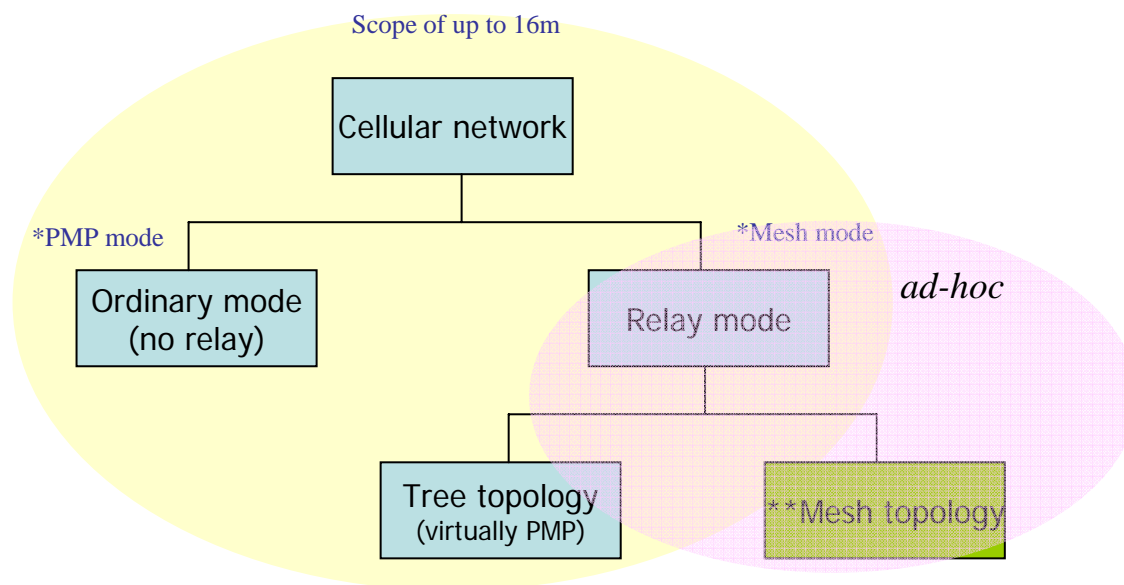 Scope of up to 16m
Cellular network
*PMP mode
*Mesh mode
Ordinary mode
(no relay)
Relay mode
ad-hoc
Tree topology
(virtually PMP)
**Mesh topology